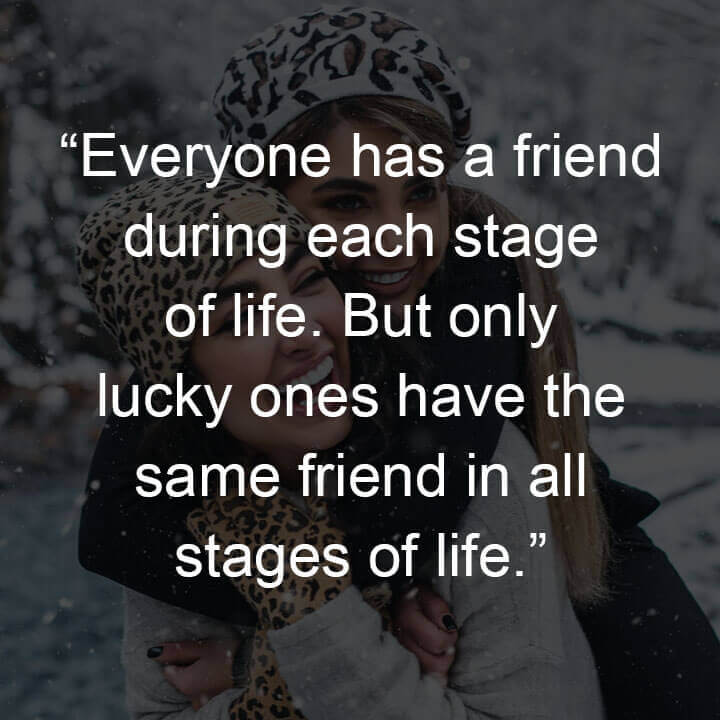 “Everyone has a friend
during each stage
of life. But only
lucky ones have the
same friend in all
stages of life.”